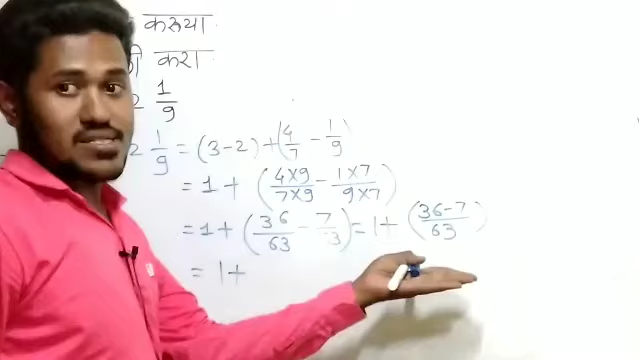 करूया
करा
2 1/9
2 1/9 = (3-2) + (4/7 - 1/9)
= 1 + (4×9/7×9 - 1×7/9×7)
= 1 + (36/63 - 7/3) = 1 + (36-7/63)
= 1 +